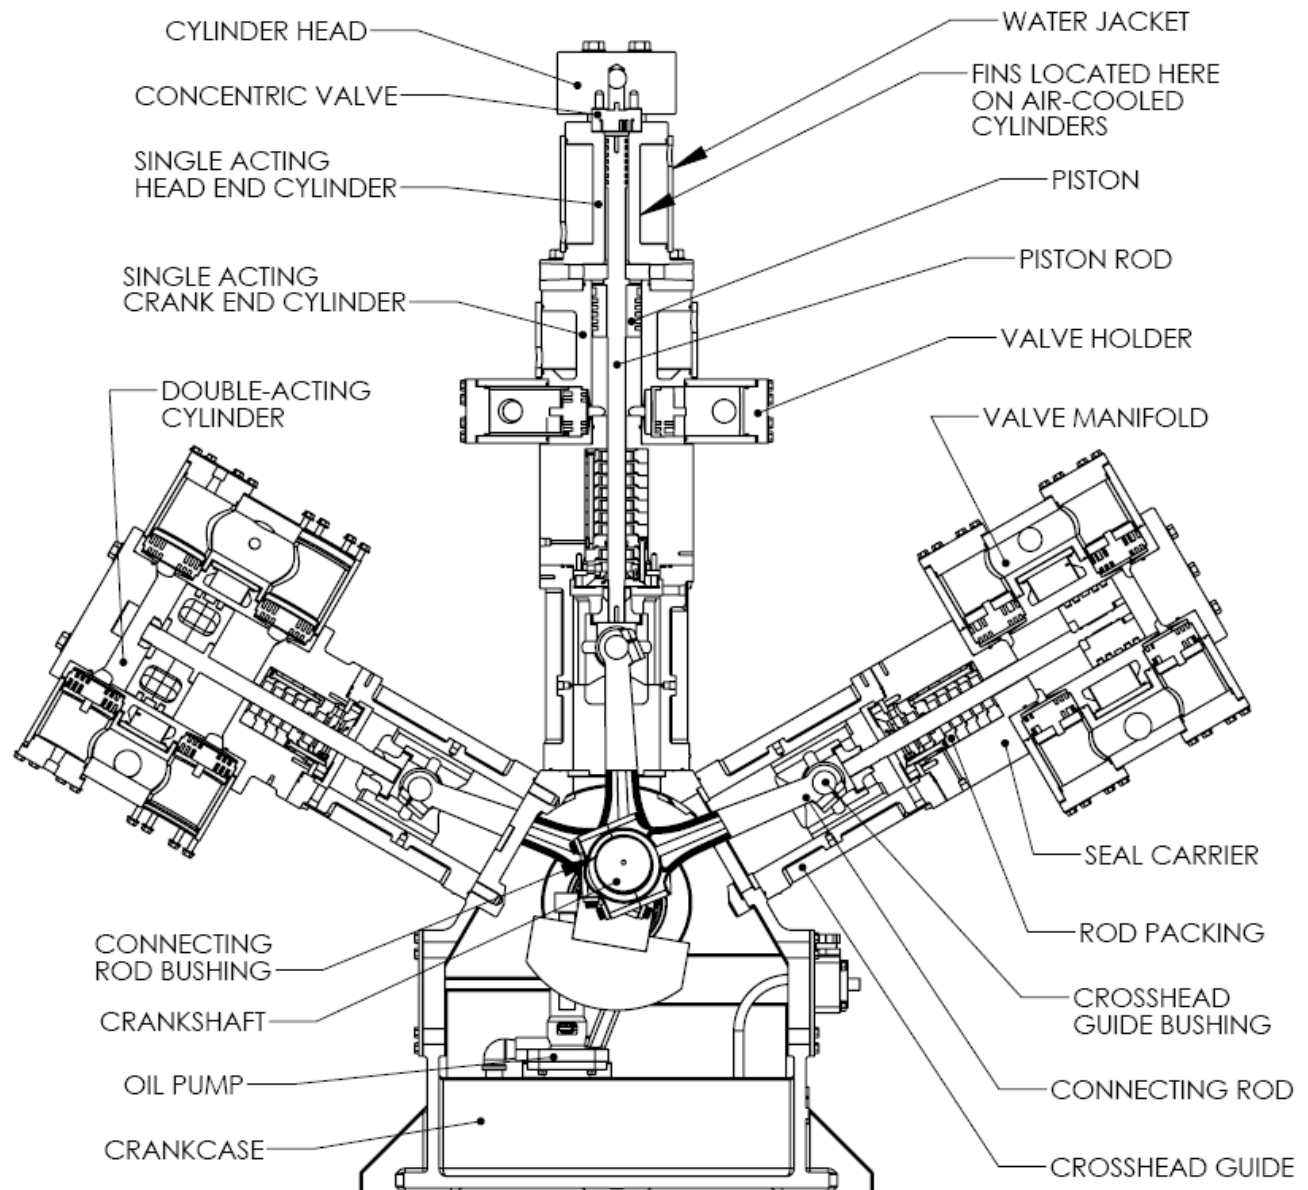 CYLINDER HEAD
CONCENTRIC VALVE
SINGLE ACTING
HEAD END CYLINDER
SINGLE ACTING
CRANK END CYLINDER
DOUBLE-ACTING
CYLINDER
WATER JACKET
FINS LOCATED HERE
ON AIR-COOLED
CYLINDERS
PISTON
PISTON ROD
VALVE HOLDER
VALVE MANIFOLD
CONNECTING
ROD BUSHING
CRANKSHAFT
OIL PUMP
CRANKCASE
SEAL CARRIER
ROD PACKING
CROSSHEAD
GUIDE BUSHING
CONNECTING ROD
CROSSHEAD GUIDE